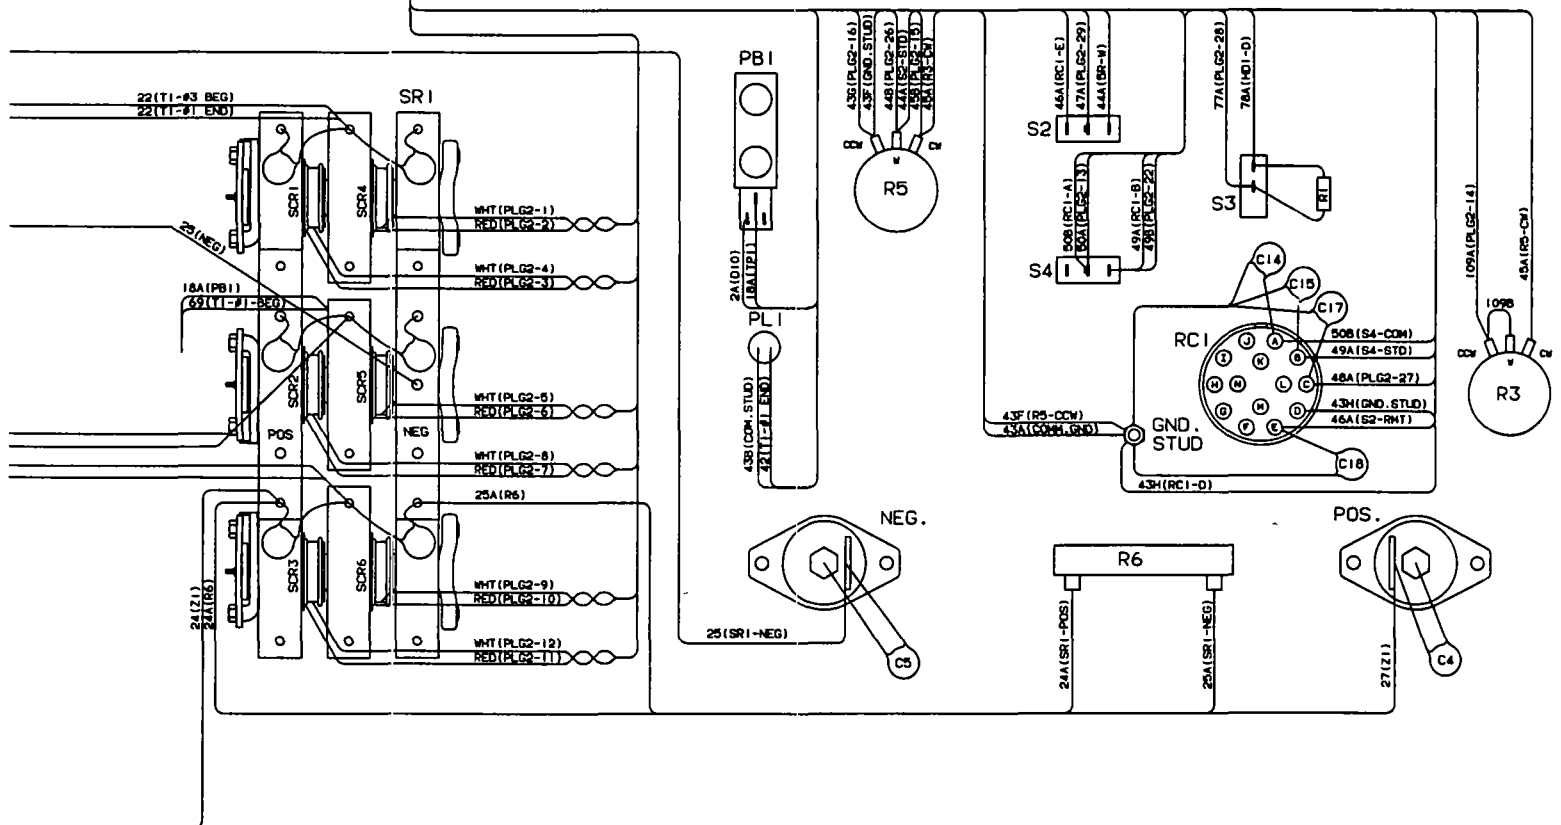 22(T1-#3 BEG)
22(T1-#1 END)
SR1
SCR1
SCR4
WHT(PLG2-1)
RED(PLG2-2)
WHT(PLG2-4)
RED(PLG2-3)
25(NEG)
18A(PB1)
69(T1-#1-BEG)
SCR2
SCR5
POS
NEG
WHT(PLG2-5)
RED(PLG2-6)
WHT(PLG2-8)
RED(PLG2-7)
25A(R6)
24(Z1)
24A(R6)
SCR3
SCR6
WHT(PLG2-9)
RED(PLG2-10)
WHT(PLG2-12)
RED(PLG2-11)
PB1
2A(D10)
18A(TP1)
PL1
43B(COM.STUD)
42(T1-#1 END)
43G(PLG2-16)
43F(GND.STUD)
44B(PLG2-26)
44A(S2-STD)
45B(PLG2-15)
45A(R3-CW)
CCW
W
CW
R5
46A(RC1-E)
47A(PLG2-29)
44A(5R-W)
S2
50B(RC1-A)
50A(PLG2-13)
49A(RC1-B)
49B(PLG2-22)
S4
77A(PLG2-28)
78A(HD1-D)
S3
R1
C14
C15
C17
RC1
J
A
I
K
B
H
N
L
C
G
M
D
F
E
50B(S4-COM)
49A(S4-STD)
48A(PLG2-27)
43H(GND.STUD)
46A(S2-RMT)
C18
43F(R5-CCW)
43A(COMM.GND)
GND.
STUD
43H(RC1-D)
109A(PLG2-14)
45A(R5-CW)
109B
CCW
W
CW
R3
NEG.
25(SR1-NEG)
C5
R6
24A(SR1-POS)
25A(SR1-NEG)
POS.
27(Z1)
C4